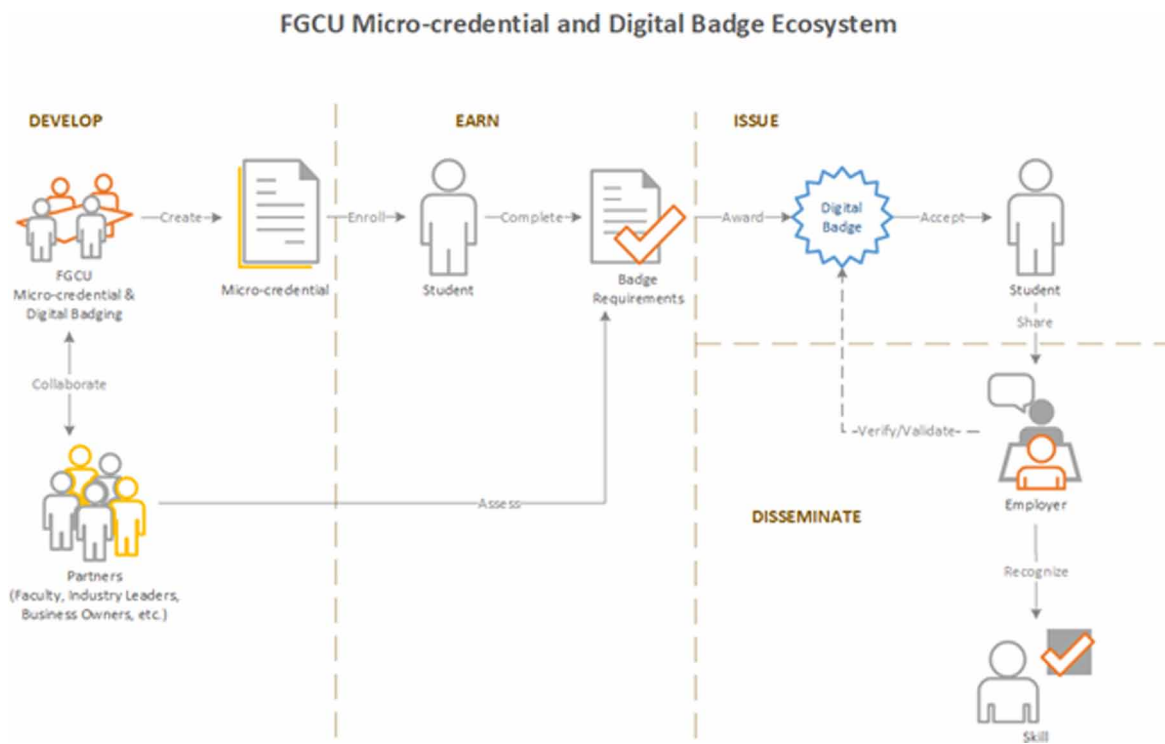 FGCU Micro-credential and Digital Badge Ecosystem
DEVELOP
EARN
ISSUE
Create
Enroll
Complete
Award
Digital
Badge
Accept
FGCU
Micro-credential &
Digital Badging
Micro-credential
Student
Badge
Requirements
Student
Share
Collaborate
Verify/Validate
Assess
Employer
DISSEMINATE
Partners
(Faculty, Industry Leaders,
Business Owners, etc.)
Recognize
Skill